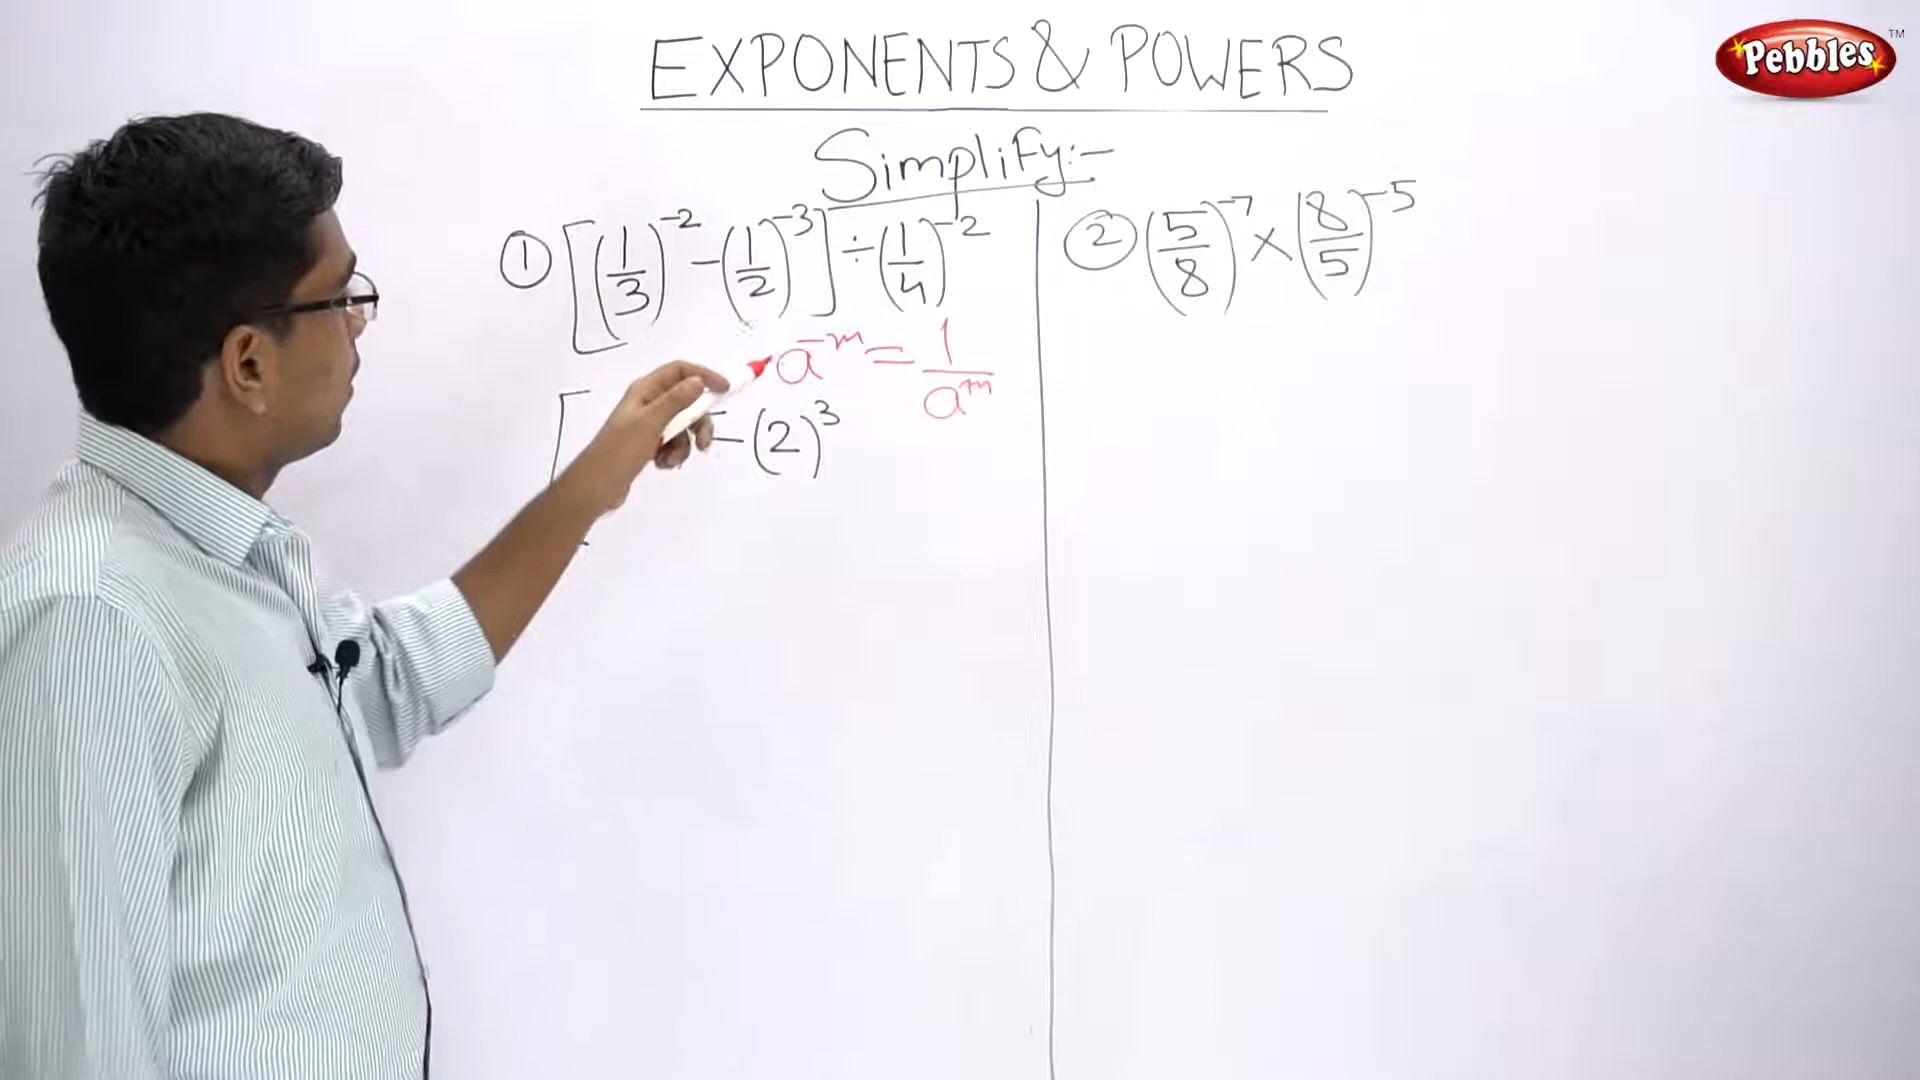 EXPONENTS & POWERS
Pebbles™
Simplify:-
① [(1/3)^-2 - (1/2)^-3] ÷ (1/4)^-2
② (5/8)^-7 × (8/5)^-5
a^-m = 1/a^m
[ - (2)^3